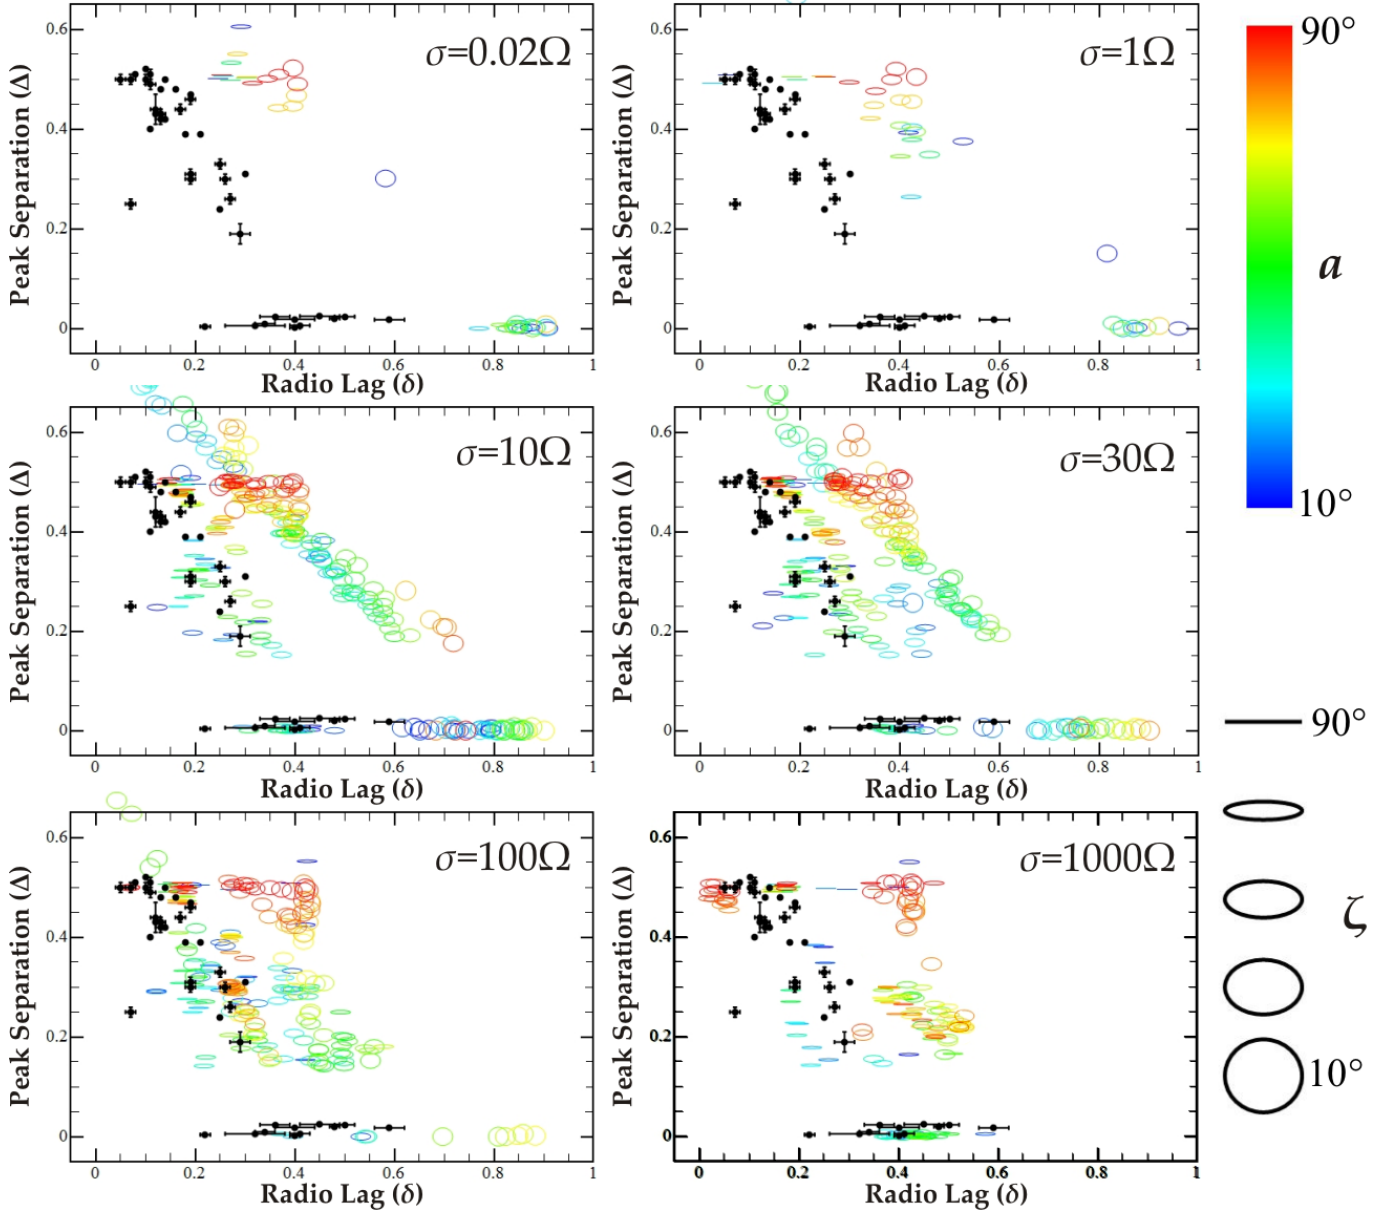 0.6
0.4
0.2
0
Peak Separation (Δ)
σ=0.02Ω
0 0.2 0.4 0.6 0.8 1
Radio Lag (δ)
0.6
0.4
0.2
0
Peak Separation (Δ)
σ=1Ω
0 0.2 0.4 0.6 0.8 1
Radio Lag (δ)
0.6
0.4
0.2
0
Peak Separation (Δ)
σ=10Ω
0 0.2 0.4 0.6 0.8 1
Radio Lag (δ)
0.6
0.4
0.2
0
Peak Separation (Δ)
σ=30Ω
0 0.2 0.4 0.6 0.8 1
Radio Lag (δ)
0.6
0.4
0.2
0
Peak Separation (Δ)
σ=100Ω
0 0.2 0.4 0.6 0.8 1
Radio Lag (δ)
0.6
0.4
0.2
0
Peak Separation (Δ)
σ=1000Ω
0 0.2 0.4 0.6 0.8 1
Radio Lag (δ)
90°
a
10°
90°
ζ
10°